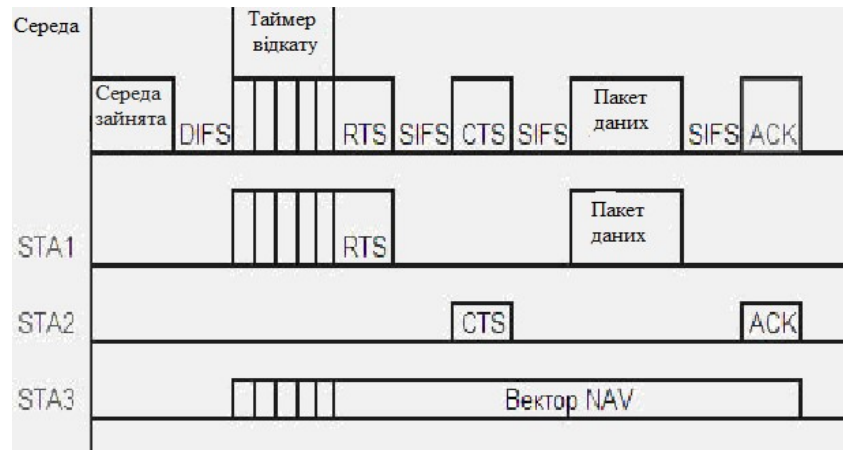 Середа
Таймер
відкату
Середа
зайнята
DIFS
RTS SIFS CTS SIFS
Пакет
даних
SIFS ACK
STA1
RTS
Пакет
даних
STA2
CTS
ACK
STA3
Вектор NAV